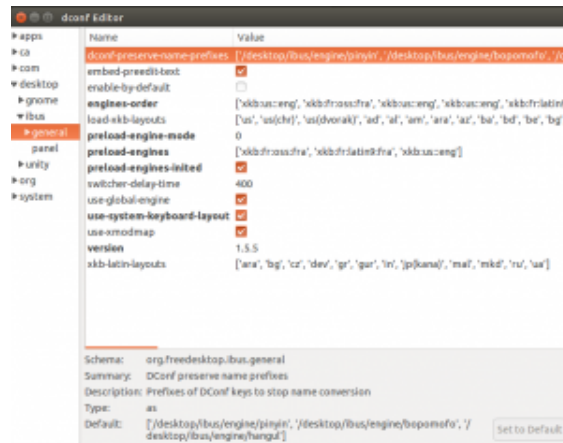 dconf Editor
apps
ca
com
desktop
gnome
ibus
general
panel
unity
org
system
Name Value
dconf-preserve-name-prefixes ['/desktop/ibus/engine/pinyin', '/desktop/ibus/engine/bopomofo', '/d
embed-preedit-text
enable-by-default
engines-order ['xkb:us::eng', 'xkb:fr:oss:fra', 'xkb:us::eng', 'xkb:us::eng', 'xkb:fr:latin9
load-xkb-layouts ['us', 'us(chr)', 'us(dvorak)', 'ad', 'al', 'am', 'ara', 'az', 'ba', 'bd', 'be', 'bg'
preload-engine-mode 0
preload-engines ['xkb:fr:oss:fra', 'xkb:fr:latin9:fra', 'xkb:us::eng']
preload-engines-inited
switcher-delay-time 400
use-global-engine
use-system-keyboard-layout
use-xmodmap
version 1.5.5
xkb-latin-layouts ['ara', 'bg', 'cz', 'dev', 'gr', 'gur', 'in', 'jp(kana)', 'mal', 'mkd', 'ru', 'ua']
Schema: org.freedesktop.ibus.general
Summary: DConf preserve name prefixes
Description: Prefixes of DConf keys to stop name conversion
Type: as
Default: ['/desktop/ibus/engine/pinyin', '/desktop/ibus/engine/bopomofo', '/
desktop/ibus/engine/hangul']
Set to Default